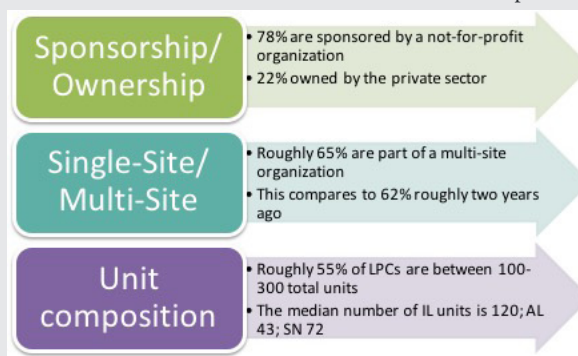 Sponsorship/
Ownership
• 78% are sponsored by a not-for-profit
organization
• 22% owned by the private sector
Single-Site/
Multi-Site
• Roughly 65% are part of a multi-site
organization
• This compares to 62% roughly two years
ago
Unit
composition
• Roughly 55% of LPCs are between 100-
300 total units
• The median number of IL units is 120; AL
43; SN 72